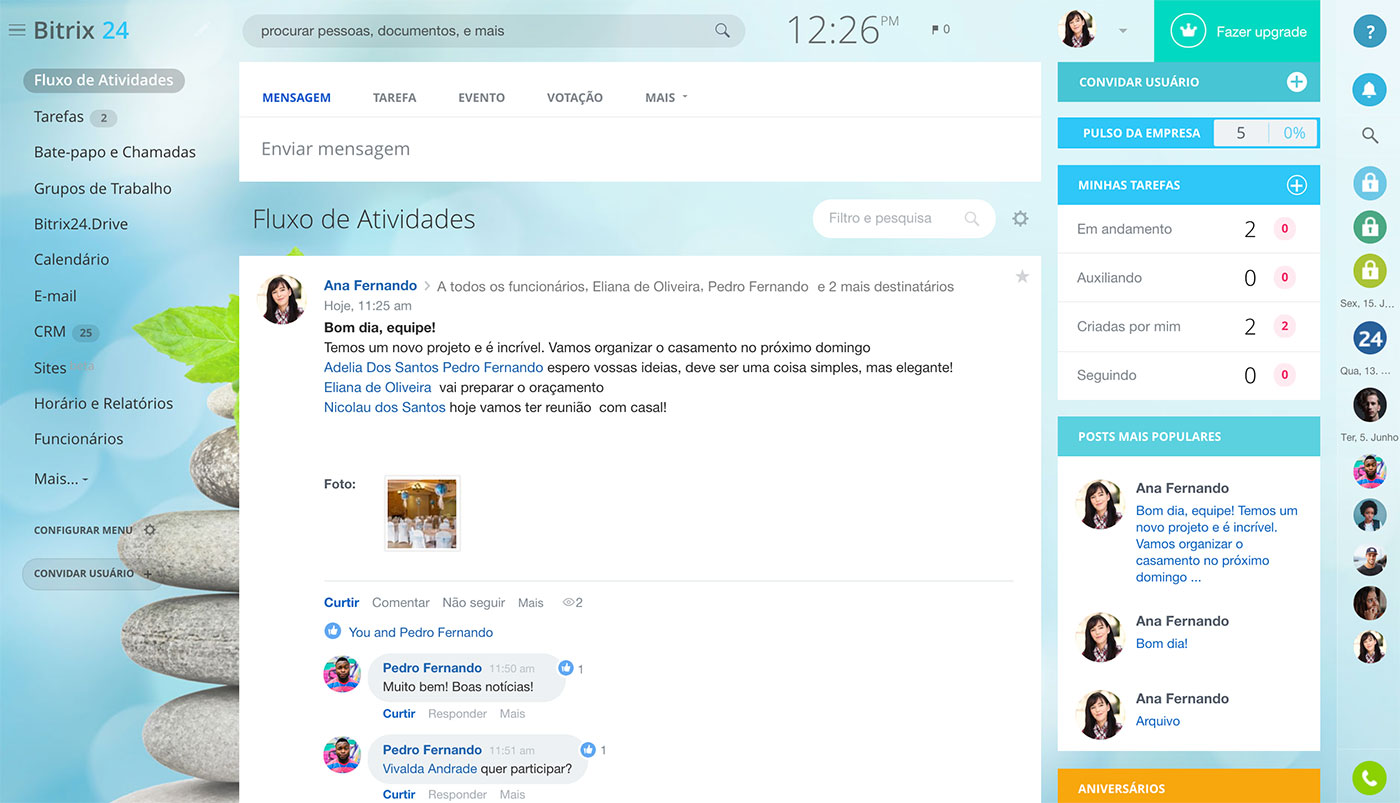 Bitrix 24
procurar pessoas, documentos, e mais
12:26 PM
0
Fazer upgrade
?
Fluxo de Atividades
Tarefas 2
Bate-papo e Chamadas
Grupos de Trabalho
Bitrix24.Drive
Calendário
E-mail
CRM 25
Sites beta
Horário e Relatórios
Funcionários
Mais...
CONFIGURAR MENU
CONVIDAR USUÁRIO +
MENSAGEM TAREFA EVENTO VOTAÇÃO MAIS
Enviar mensagem
Fluxo de Atividades
Filtro e pesquisa
Ana Fernando > A todos os funcionários, Eliana de Oliveira, Pedro Fernando e 2 mais destinatários
Hoje, 11:25 am
Bom dia, equipe!
Temos um novo projeto e é incrível. Vamos organizar o casamento no próximo domingo
Adelia Dos Santos Pedro Fernando espero vossas ideias, deve ser uma coisa simples, mas elegante!
Eliana de Oliveira vai preparar o oraçamento
Nicolau dos Santos hoje vamos ter reunião com casal!
Foto:
Curtir Comentar Não seguir Mais 2
You and Pedro Fernando
Pedro Fernando 11:50 am 1
Muito bem! Boas notícias!
Curtir Responder Mais
Pedro Fernando 11:51 am 1
Vivalda Andrade quer participar?
Curtir Responder Mais
CONVIDAR USUÁRIO
PULSO DA EMPRESA 5 0%
MINHAS TAREFAS
Em andamento 2 0
Auxiliando 0 0
Criadas por mim 2 2
Seguindo 0 0
POSTS MAIS POPULARES
Ana Fernando
Bom dia, equipe! Temos um
novo projeto e é incrível.
Vamos organizar o
casamento no próximo
domingo ...
Ana Fernando
Bom dia!
Ana Fernando
Arquivo
ANIVERSÁRIOS
Sex, 15. J...
24
Qua, 13. ...
Ter, 5. Junho